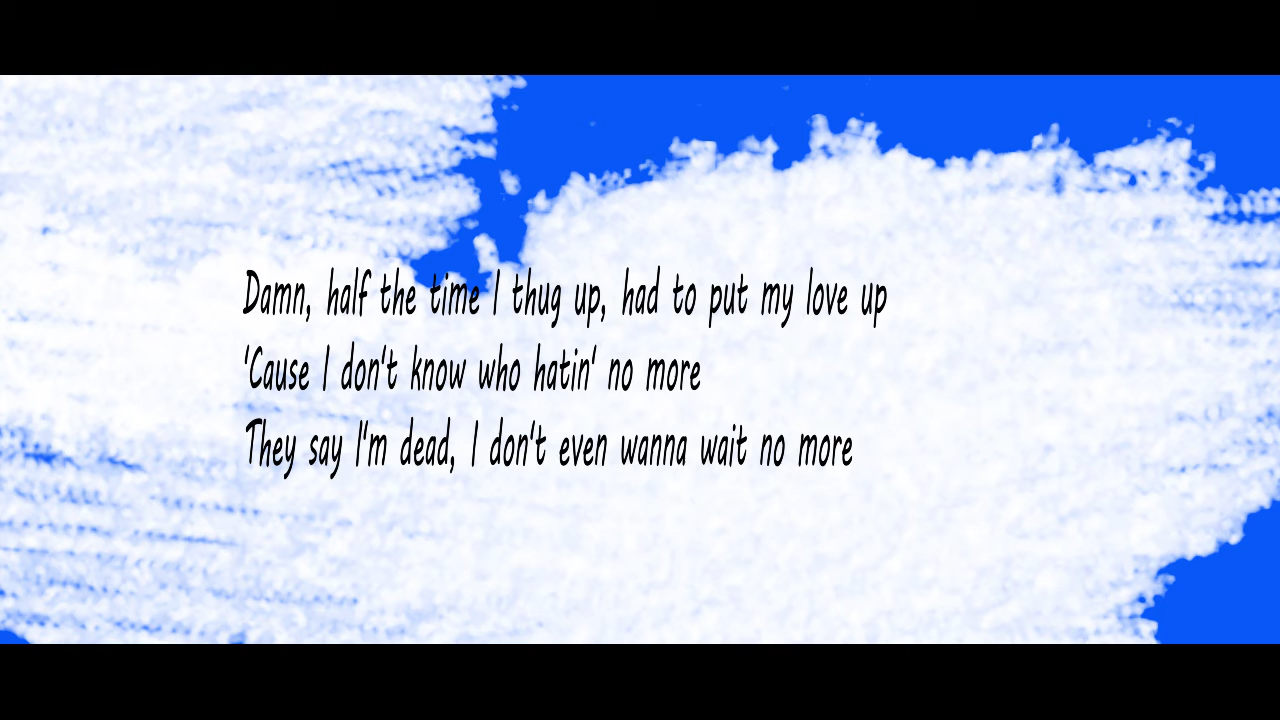 Damn, half the time I thug up, had to put my love up
'Cause I don't know who hatin' no more
They say I'm dead, I don't even wanna wait no more